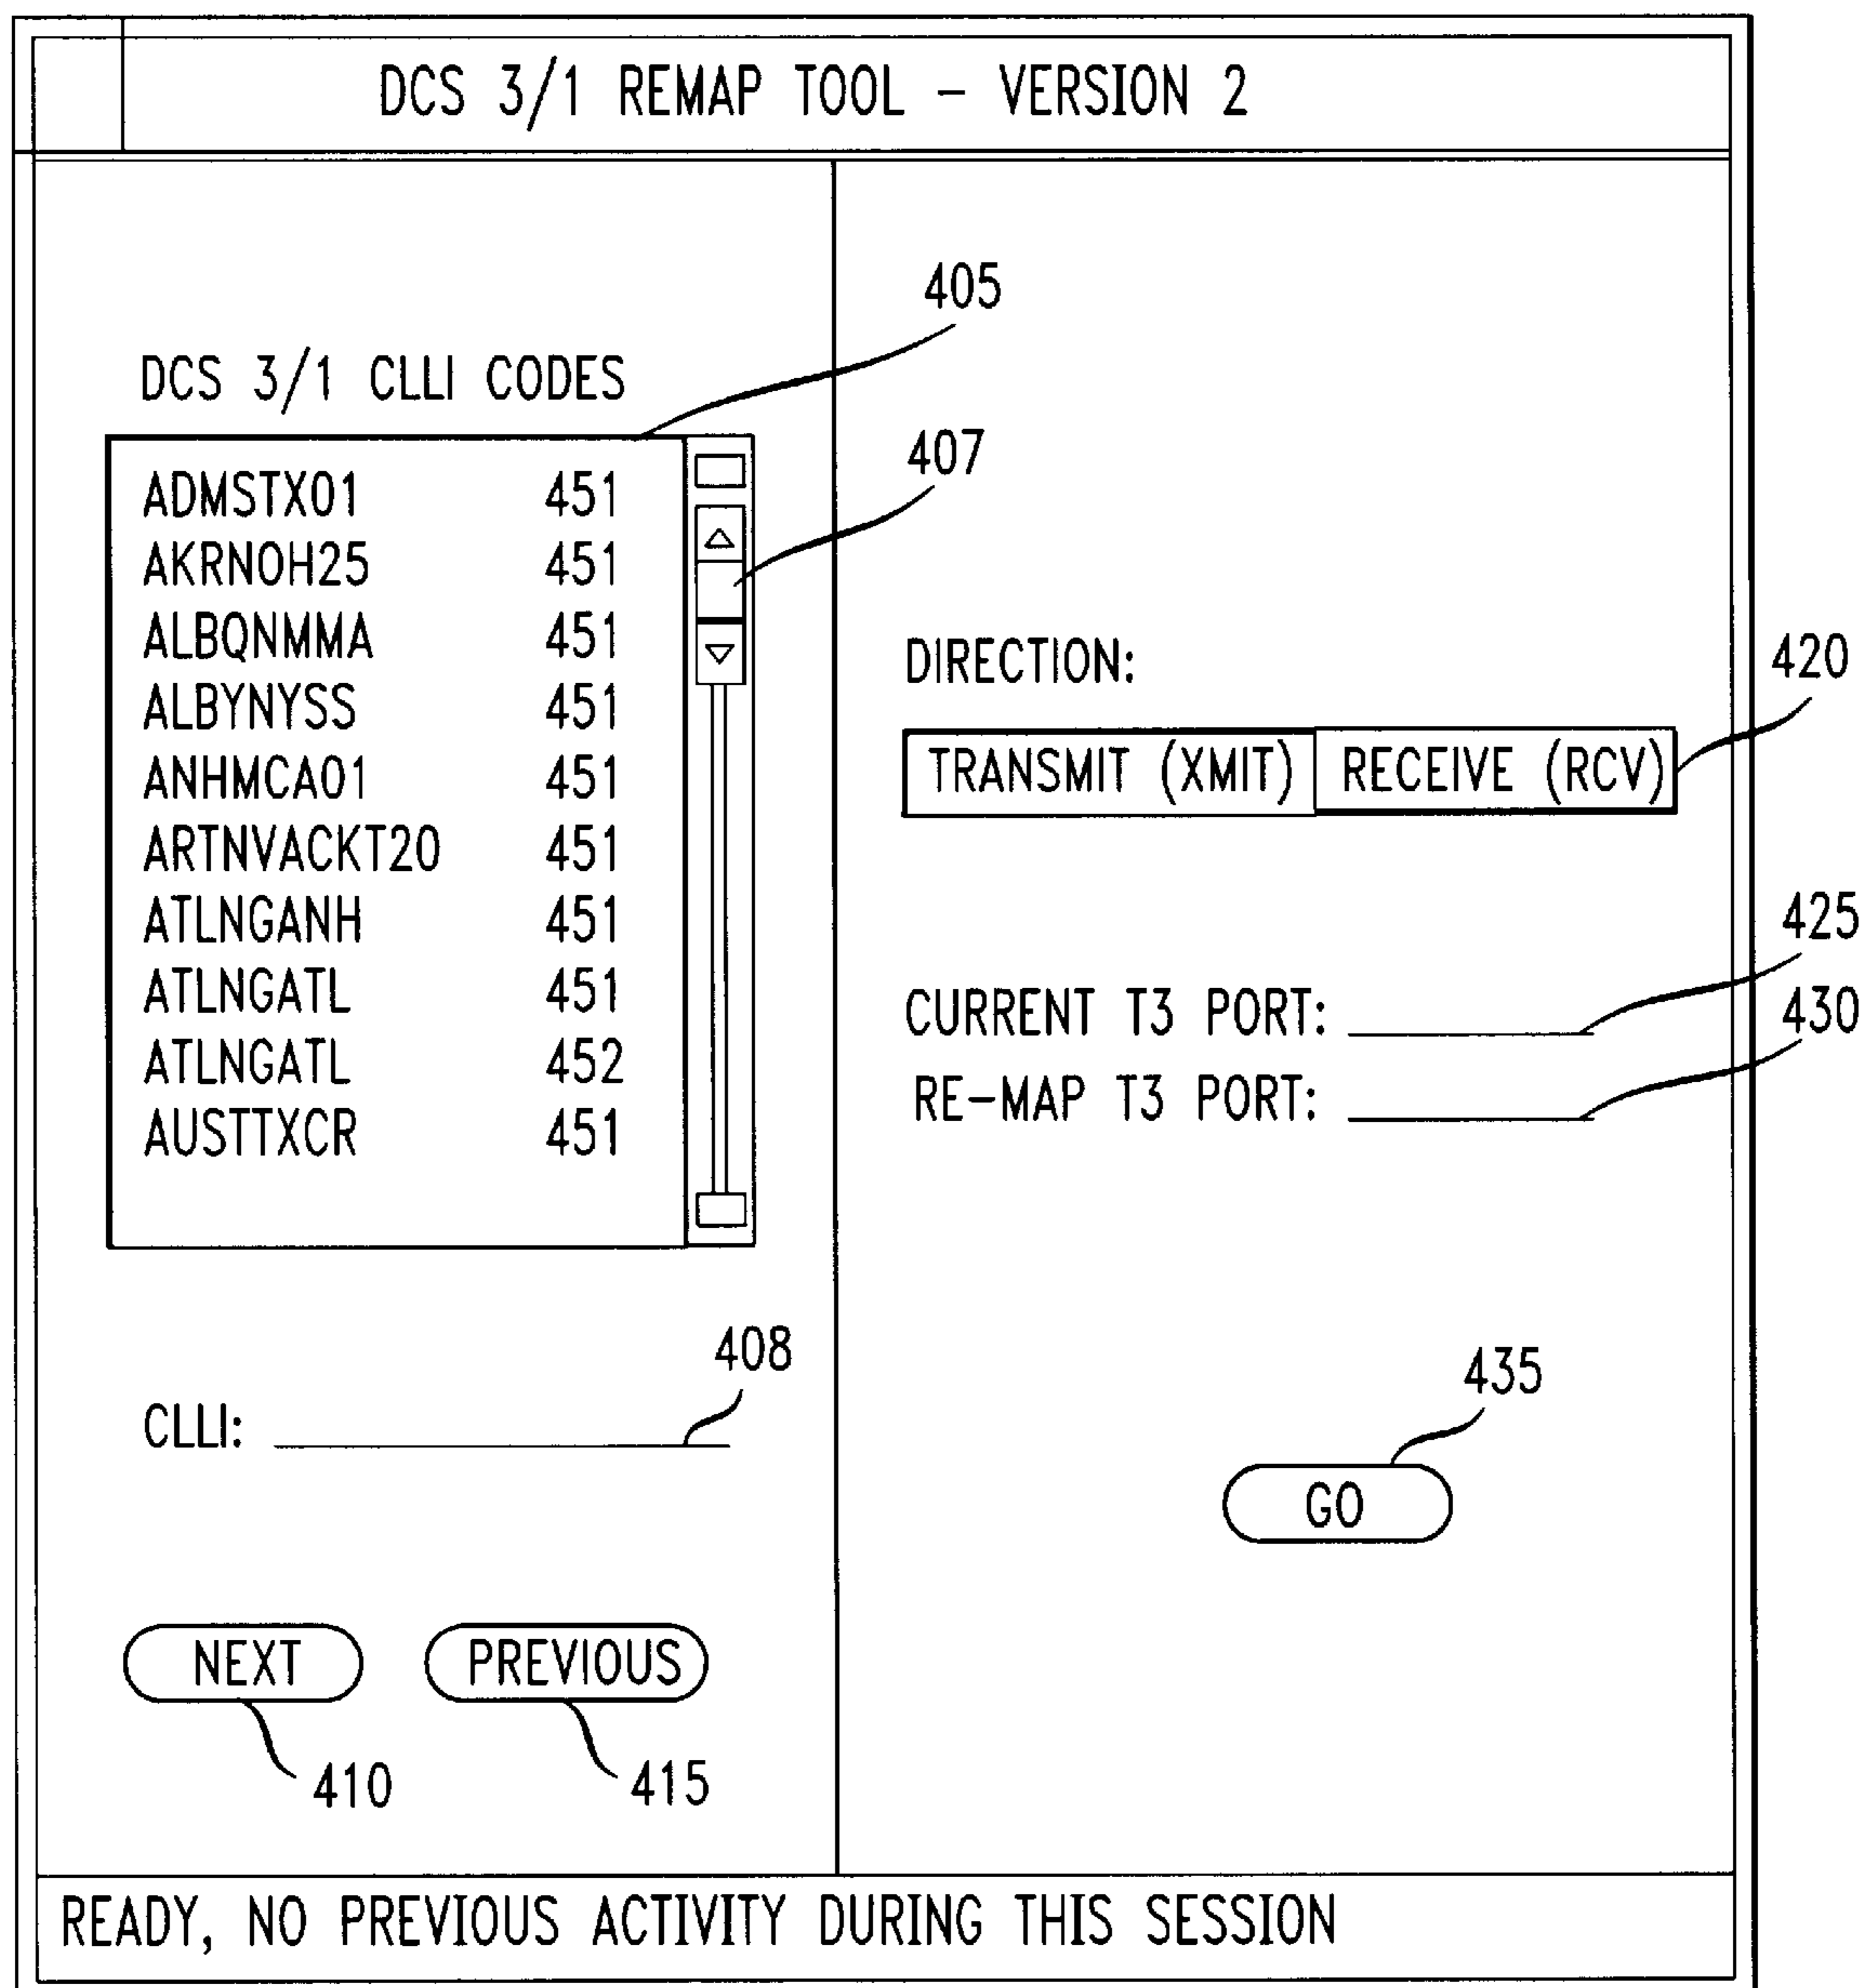 DCS 3/1 REMAP TOOL - VERSION 2
405
DCS 3/1 CLLI CODES
407
ADMSTX01 451
AKRNOH25 451
ALBQNMMA 451
ALBYNYSS 451
ANHMCA01 451
ARTNVACKT20 451
ATLNGANH 451
ATLNGATL 451
ATLNGATL 452
AUSTTXCR 451
408
CLLI:
NEXT PREVIOUS
410 415
DIRECTION:
420
TRANSMIT (XMIT) RECEIVE (RCV)
425
CURRENT T3 PORT:
430
RE-MAP T3 PORT:
435
GO
READY, NO PREVIOUS ACTIVITY DURING THIS SESSION